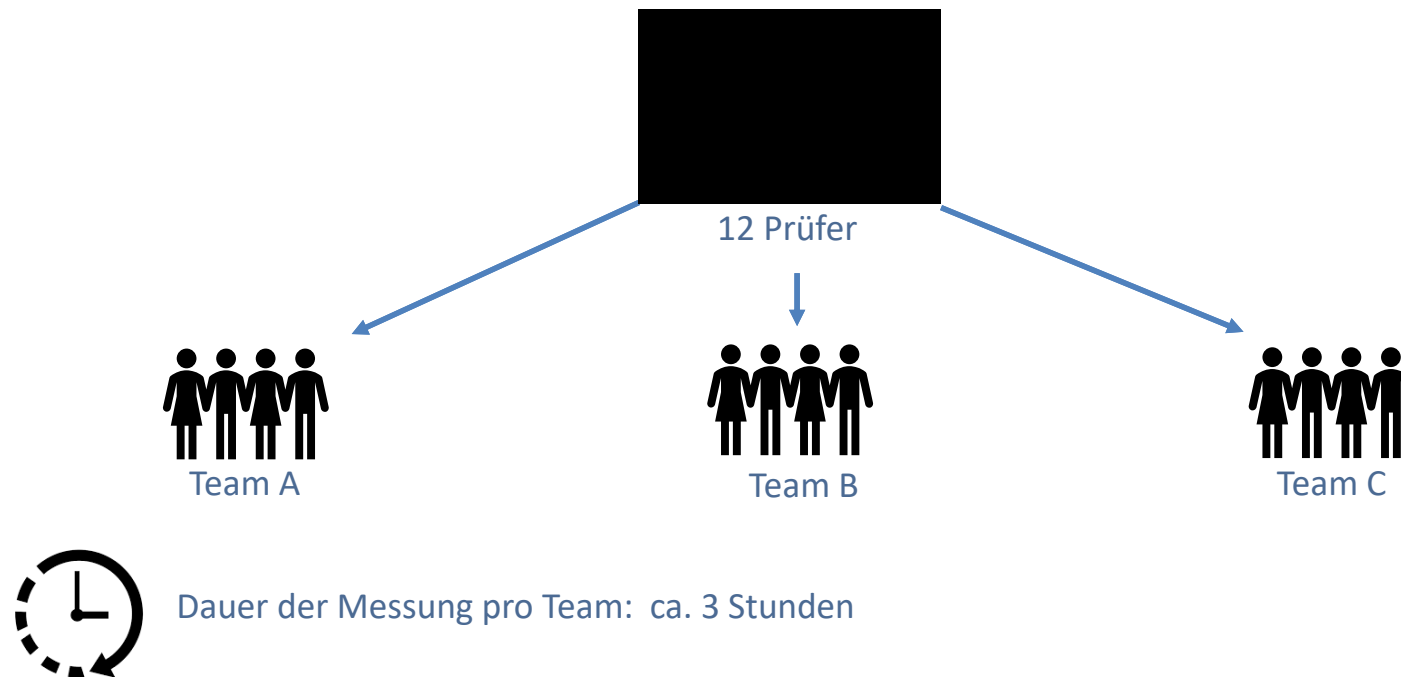 12 Prüfer
Team A
Team B
Team C
Dauer der Messung pro Team: ca. 3 Stunden